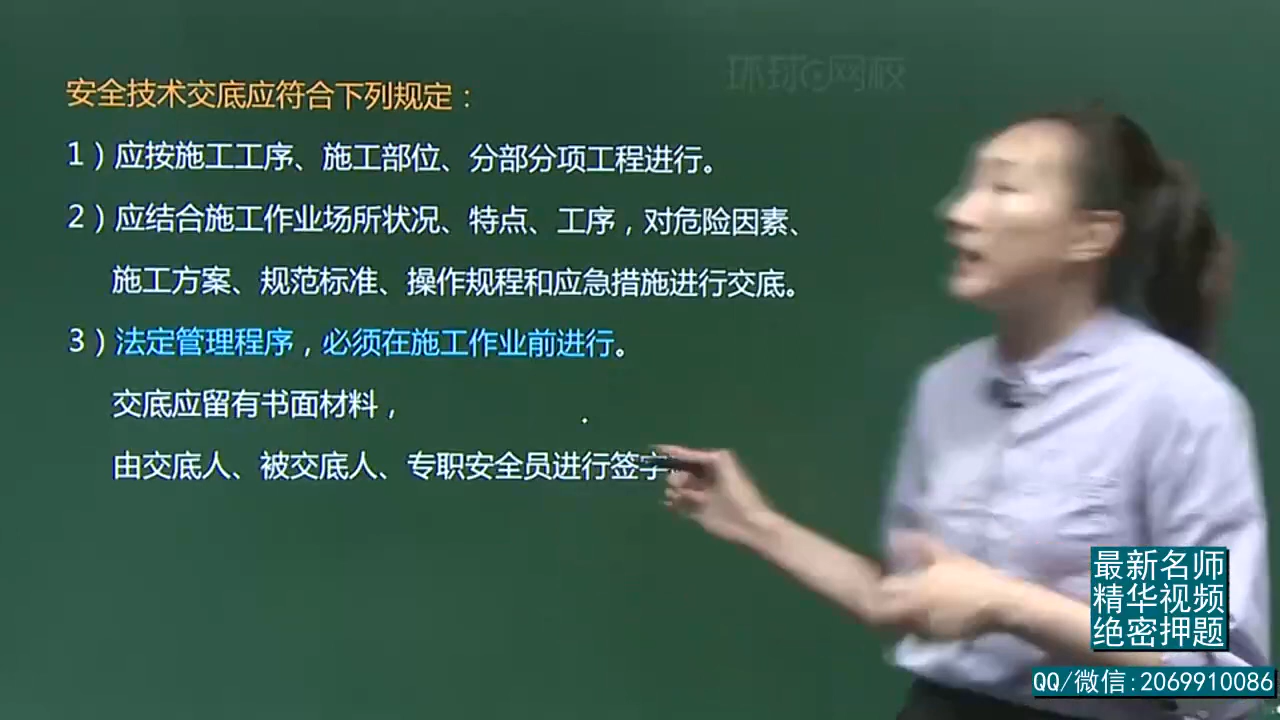 环球网校
安全技术交底应符合下列规定：
1）应按施工工序、施工部位、分部分项工程进行。
2）应结合施工作业场所状况、特点、工序，对危险因素、
施工方案、规范标准、操作规程和应急措施进行交底。
3）法定管理程序，必须在施工作业前进行。
交底应留有书面材料，
由交底人、被交底人、专职安全员进行签字
最新名师
精华视频
绝密押题
QQ/微信:2069910086